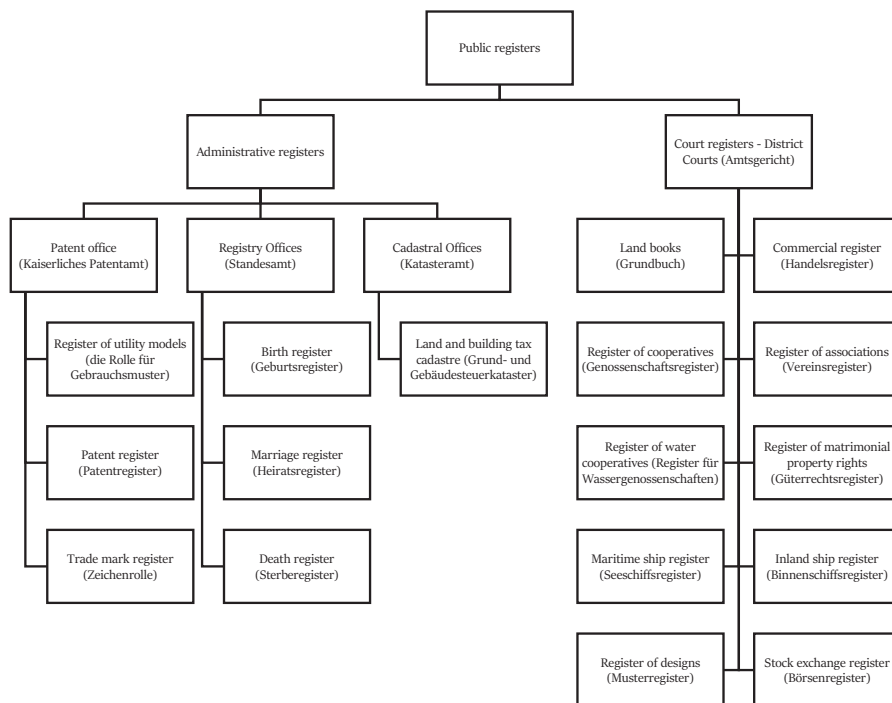 Public registers
Administrative registers
Court registers - District
Courts (Amtsgericht)
Patent office
(Kaiserliches Patentamt)
Registry Offices
(Standesamt)
Cadastral Offices
(Katasteramt)
Land books
(Grundbuch)
Commercial register
(Handelsregister)
Register of utility models
(die Rolle für
Gebrauchsmuster)
Birth register
(Geburtsregister)
Land and building tax
cadastre (Grund- und
Gebäudesteuerkataster)
Register of cooperatives
(Genossenschaftsregister)
Register of associations
(Vereinsregister)
Patent register
(Patentregister)
Marriage register
(Heiratsregister)
Register of water
cooperatives (Register für
Wassergenossenschaften)
Register of matrimonial
property rights
(Güterrechtsregister)
Trade mark register
(Zeichenrolle)
Death register
(Sterberegister)
Maritime ship register
(Seeschiffsregister)
Inland ship register
(Binnenschiffsregister)
Register of designs
(Musterregister)
Stock exchange register
(Börsenregister)